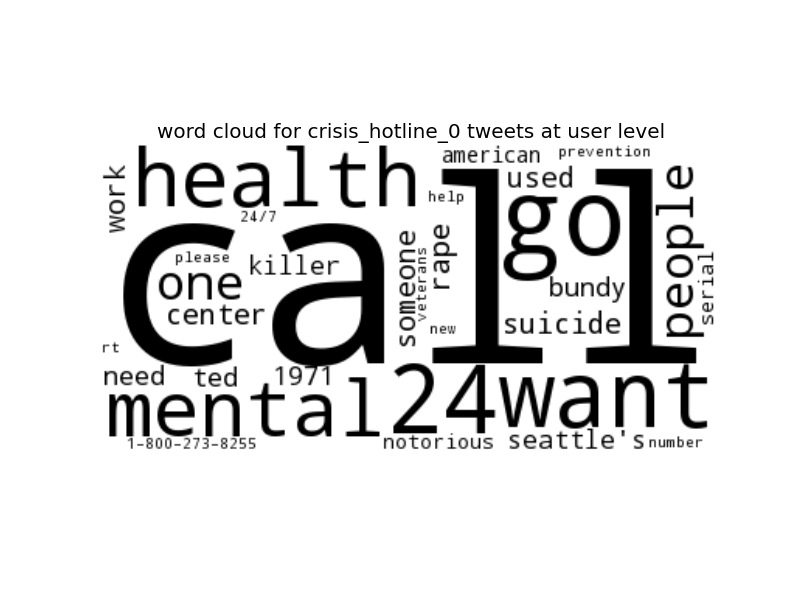 word cloud for crisis_hotline_0 tweets at user level
health
american
prevention
used
work
people
help
24/7
call
go
please
one
killer
center
someone
veterans
rape
new
bundy
suicide
serial
rt
need
ted
1971
mental
24
want
1-800-273-8255
notorious
seattle's
number